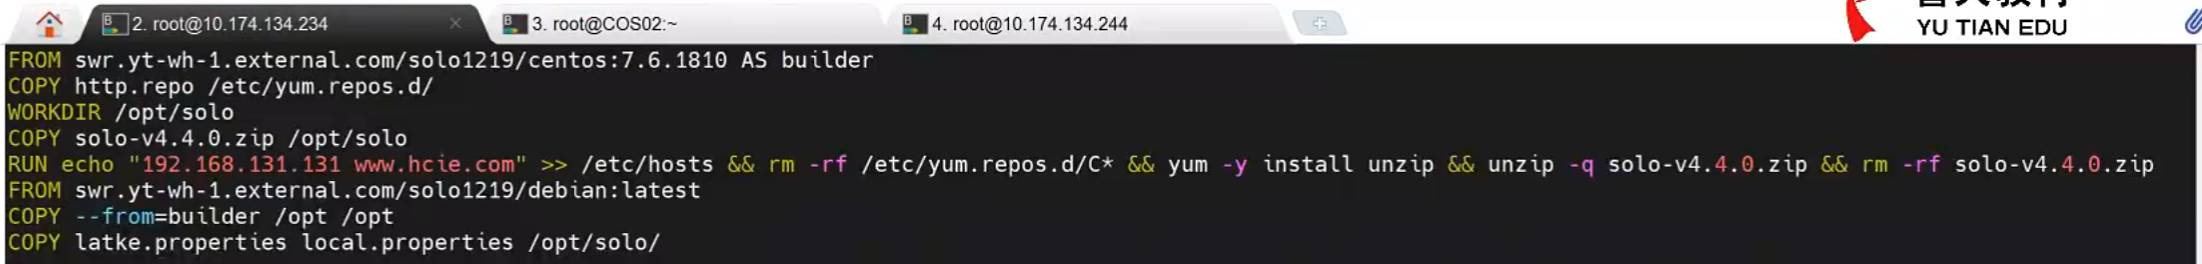 2. root@10.174.134.234
3. root@COS02:~
4. root@10.174.134.244
YU TIAN EDU
FROM swr.yt-wh-1.external.com/solo1219/centos:7.6.1810 AS builder
COPY http.repo /etc/yum.repos.d/
WORKDIR /opt/solo
COPY solo-v4.4.0.zip /opt/solo
RUN echo "192.168.131.131 www.hcie.com" >> /etc/hosts && rm -rf /etc/yum.repos.d/C* && yum -y install unzip && unzip -q solo-v4.4.0.zip && rm -rf solo-v4.4.0.zip
FROM swr.yt-wh-1.external.com/solo1219/debian:latest
COPY --from=builder /opt /opt
COPY latke.properties local.properties /opt/solo/